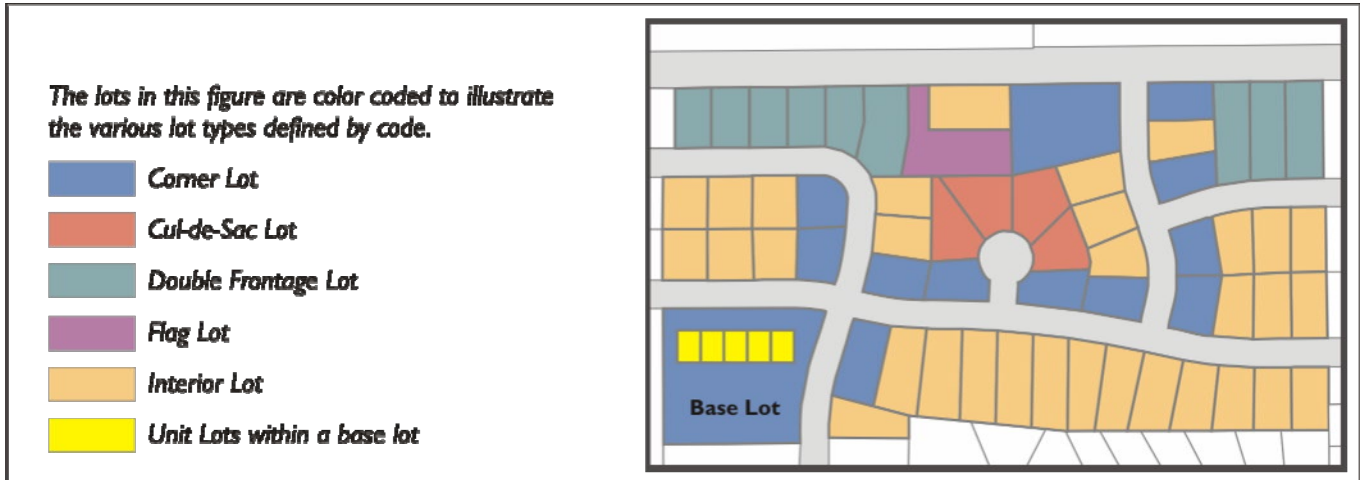 The lots in this figure are color coded to illustrate
the various lot types defined by code.
Corner Lot
Cul-de-Sac Lot
Double Frontage Lot
Flag Lot
Interior Lot
Unit Lots within a base lot
Base Lot